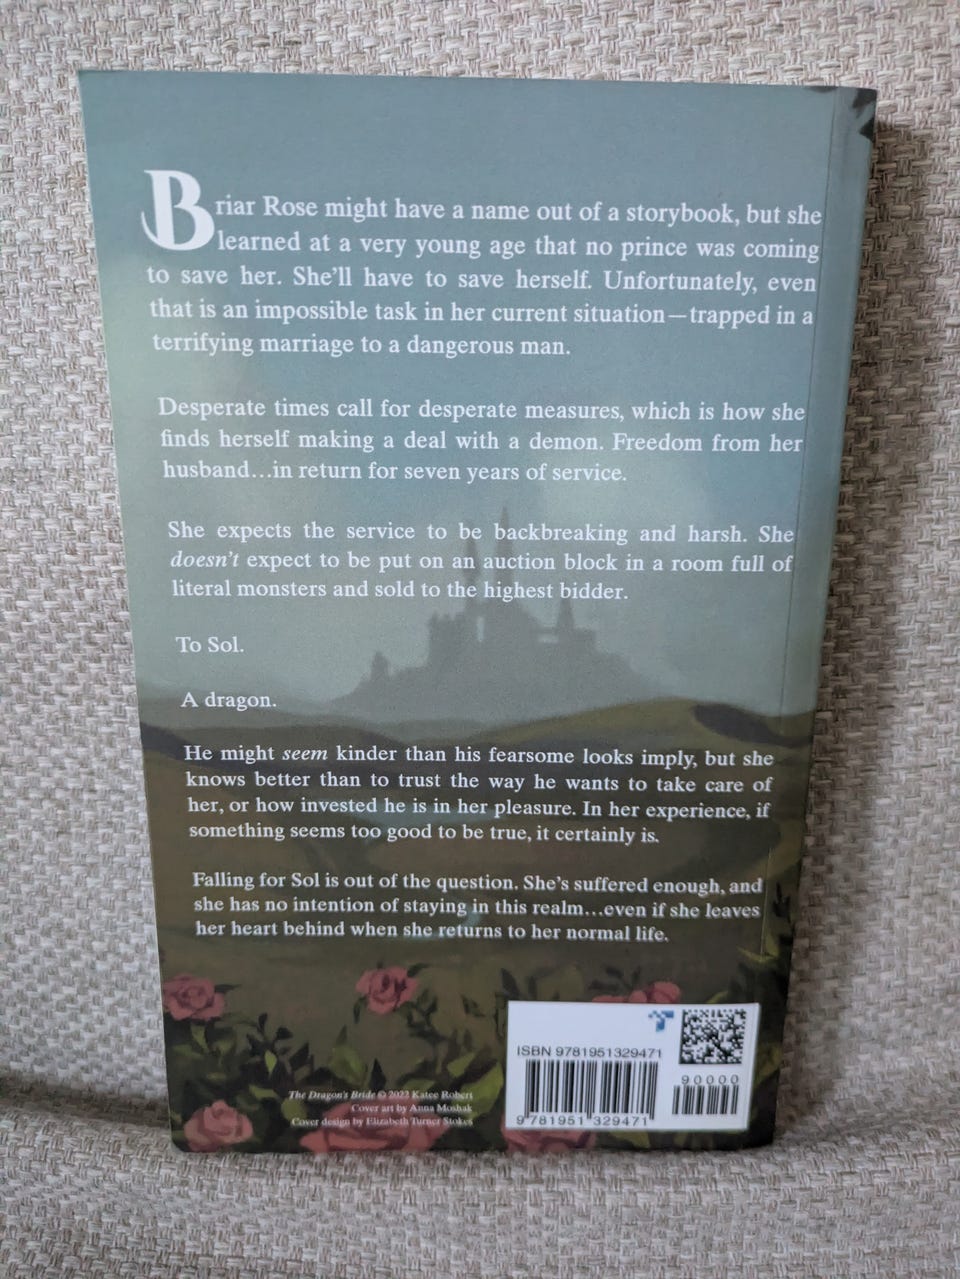 Briar Rose might have a name out of a storybook, but she
learned at a very young age that no prince was coming
to save her. She'll have to save herself. Unfortunately, even
that is an impossible task in her current situation—trapped in a
terrifying marriage to a dangerous man.
Desperate times call for desperate measures, which is how she
finds herself making a deal with a demon. Freedom from her
husband…in return for seven years of service.
She expects the service to be backbreaking and harsh. She
doesn't expect to be put on an auction block in a room full of
literal monsters and sold to the highest bidder.
To Sol.
A dragon.
He might seem kinder than his fearsome looks imply, but she
knows better than to trust the way he wants to take care of
her, or how invested he is in her pleasure. In her experience, if
something seems too good to be true, it certainly is.
Falling for Sol is out of the question. She's suffered enough, and
she has no intention of staying in this realm…even if she leaves
her heart behind when she returns to her normal life.
The Dragon's Bride © 2022 Katee Robert
Cover art by Anna Moshak
Cover design by Elizabeth Turner Stokes
ISBN 9781951329471
90000
9 781951 329471